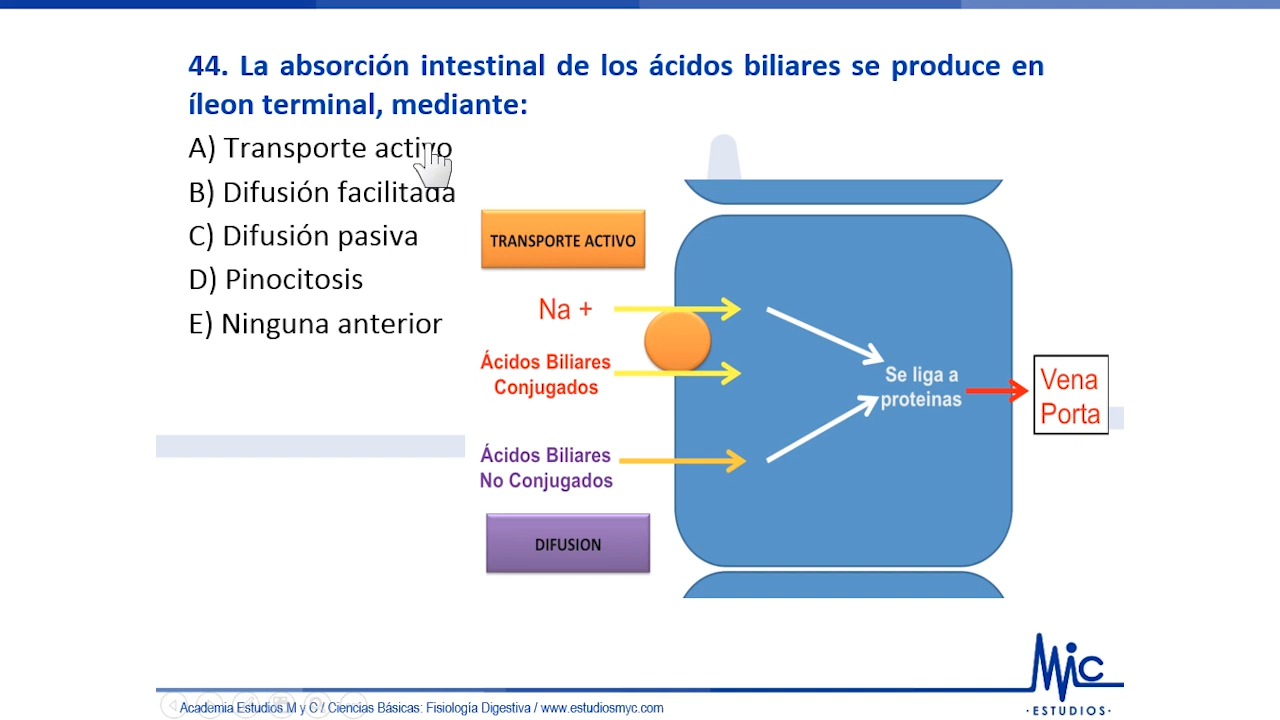 44. La absorción intestinal de los ácidos biliares se produce en
íleon terminal, mediante:
A) Transporte activo
B) Difusión facilitada
C) Difusión pasiva
D) Pinocitosis
E) Ninguna anterior
TRANSPORTE ACTIVO
Na +
Ácidos Biliares
Conjugados
Ácidos Biliares
No Conjugados
DIFUSION
Se liga a
proteinas
Vena
Porta
Academia Estudios M y C / Ciencias Básicas: Fisiología Digestiva / www.estudiosmyc.com
Mic
·ESTUDIOS·